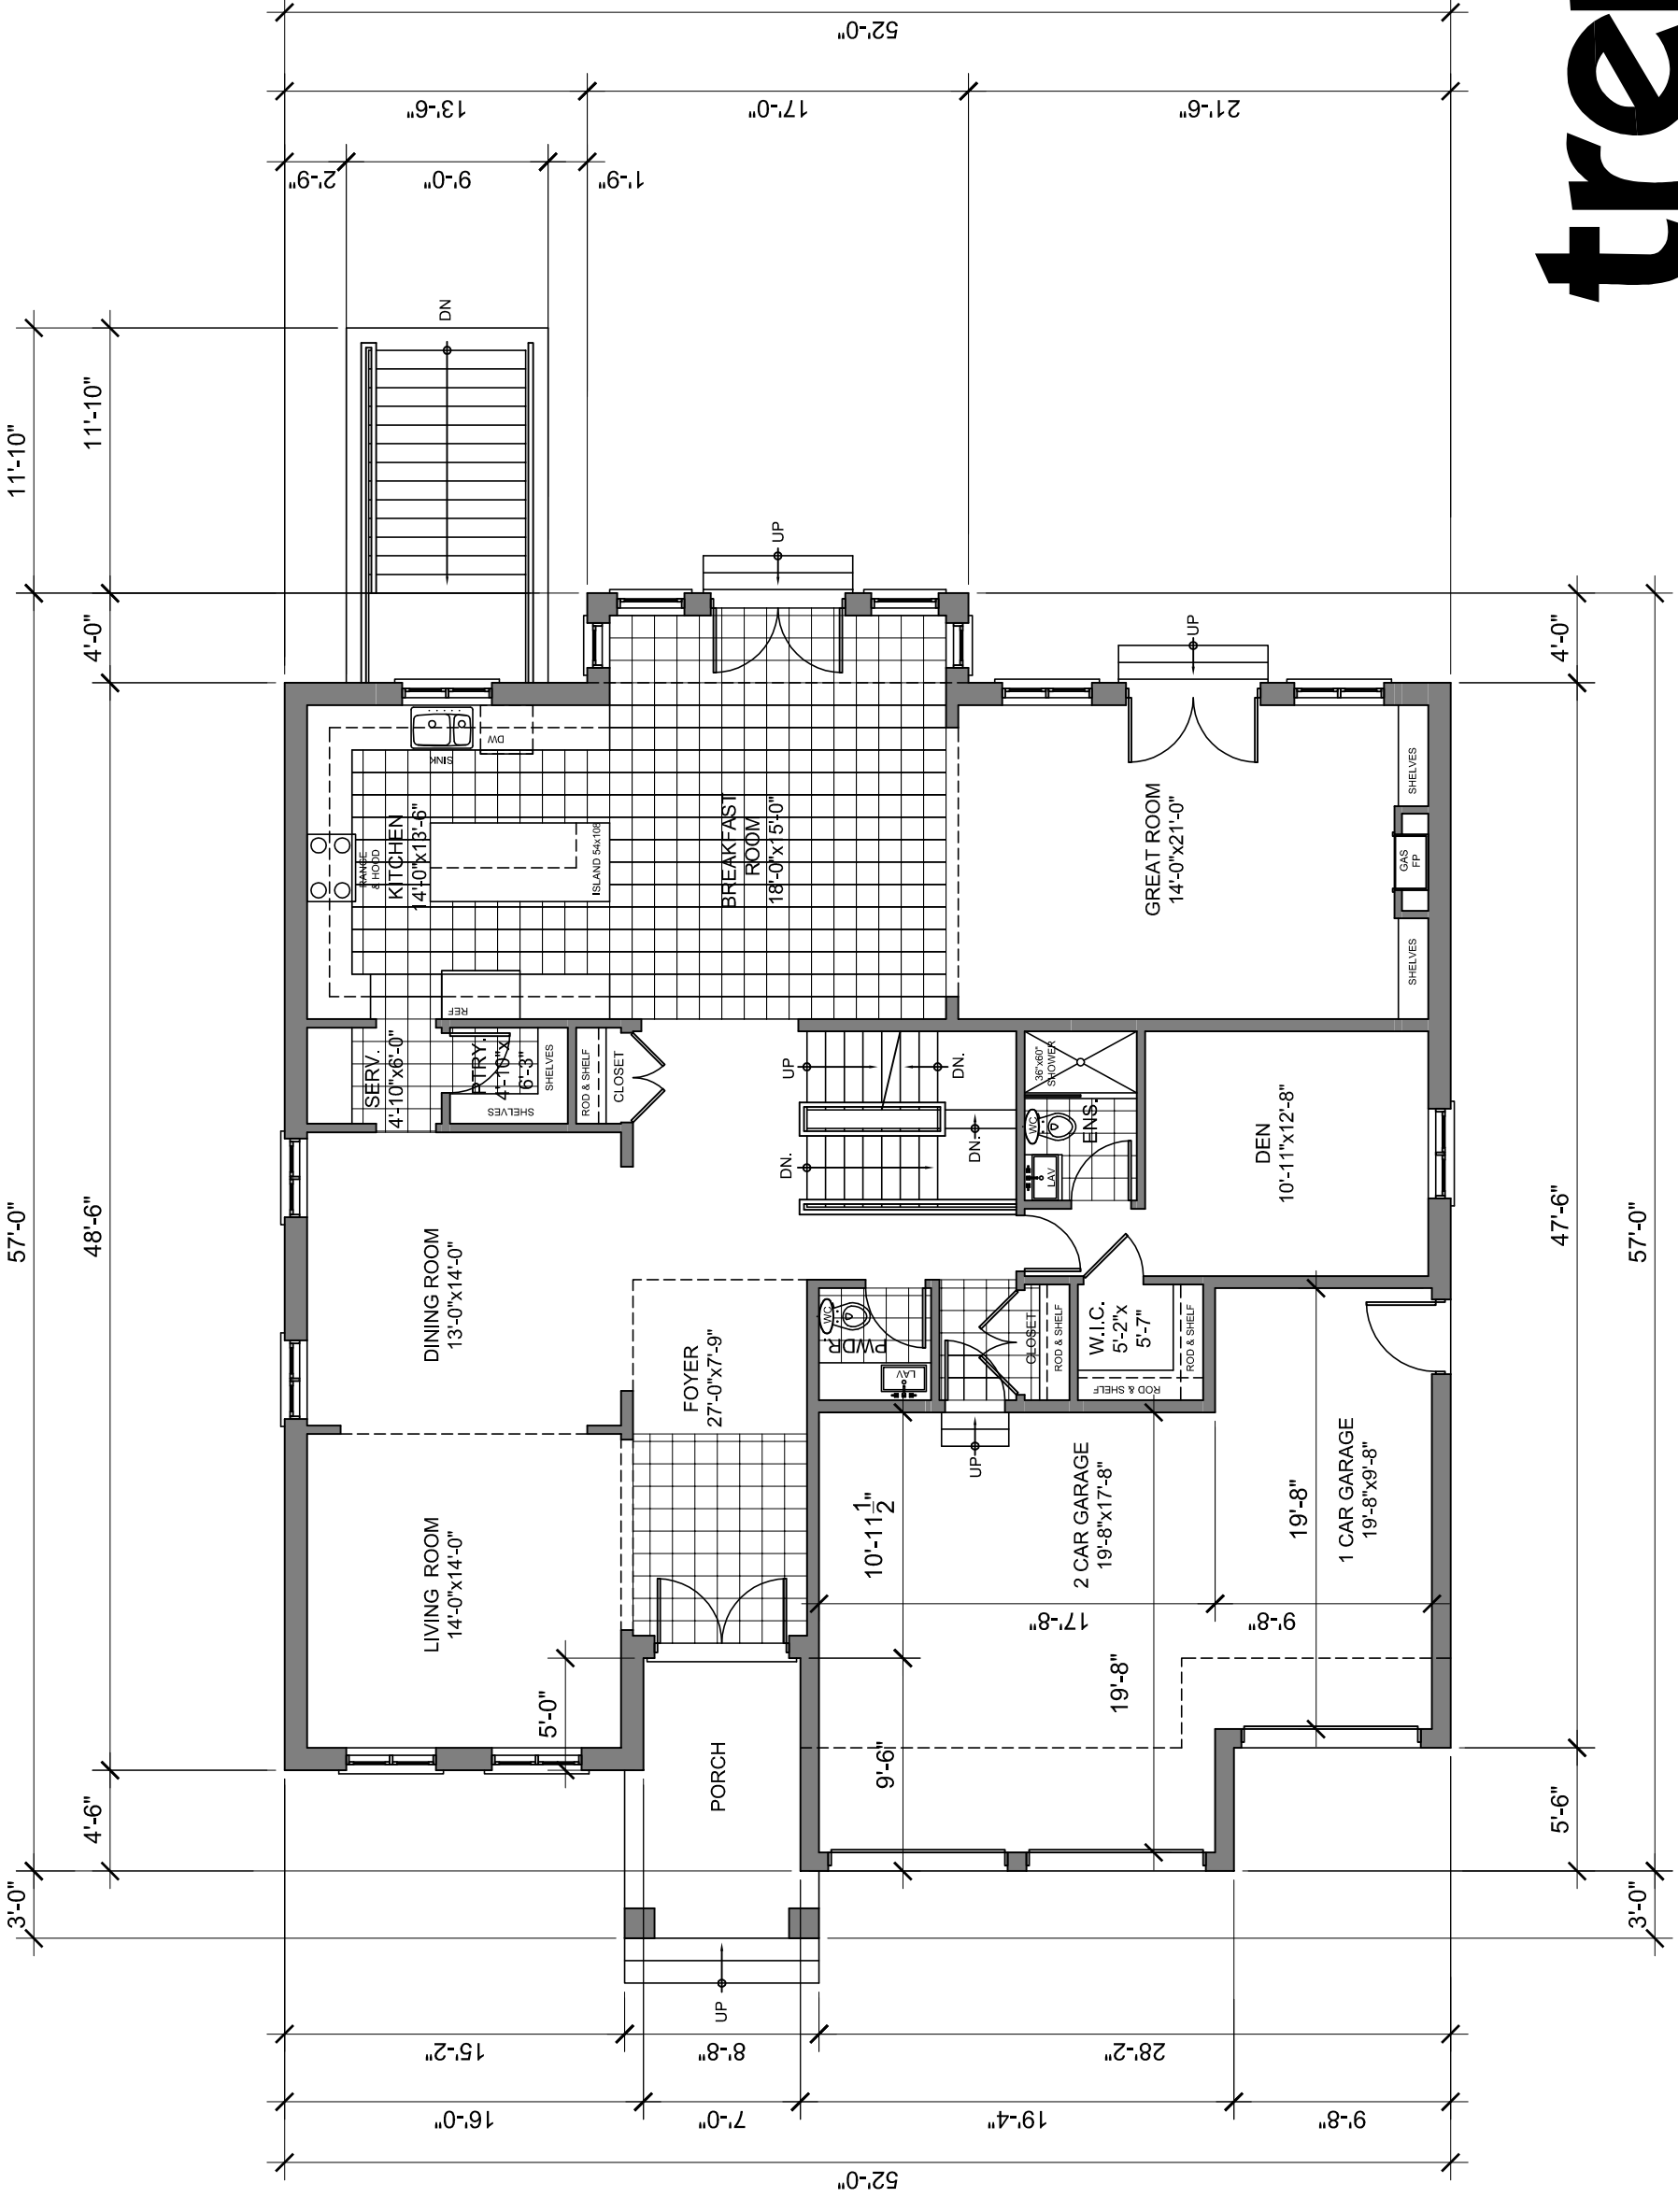 52'-0"
13'-6"
17'-0"
21'-6"
2'-9"
9'-0"
1'-9"
11'-10"
11'-10"
4'-0"
57'-0"
48'-6"
4'-6"
3'-0"
DN
UP
UP
4'-0"
47'-6"
57'-0"
5'-6"
3'-0"
SINK
DW
RANGE
& HOOD
KITCHEN
14'-0"x13'-6"
ISLAND 54x108
REF
BREAKFAST
ROOM
18'-0"x15'-0"
GREAT ROOM
14'-0"x21'-0"
SHELVES
GAS
FP
SHELVES
SERV.
4'-10"x6'-0"
PTRY.
4'-10"x
6'-3"
SHELVES
SHELVES
ROD & SHELF
CLOSET
UP
DN.
DN.
DN.
36"x60"
SHOWER
WC
ENS.
LAV
DEN
10'-11"x12'-8"
DINING ROOM
13'-0"x14'-0"
FOYER
27'-0"x7'-9"
WC
PWDR.
LAV
CLOSET
ROD & SHELF
W.I.C.
5'-2"x
5'-7"
ROD & SHELF
ROD & SHELF
LIVING ROOM
14'-0"x14'-0"
5'-0"
PORCH
UP
UP
10'-11 1/2"
9'-6"
2 CAR GARAGE
19'-8"x17'-8"
17'-8"
19'-8"
19'-8"
9'-8"
1 CAR GARAGE
19'-8"x9'-8"
15'-2"
8'-8"
28'-2"
16'-0"
7'-0"
19'-4"
9'-8"
52'-0"